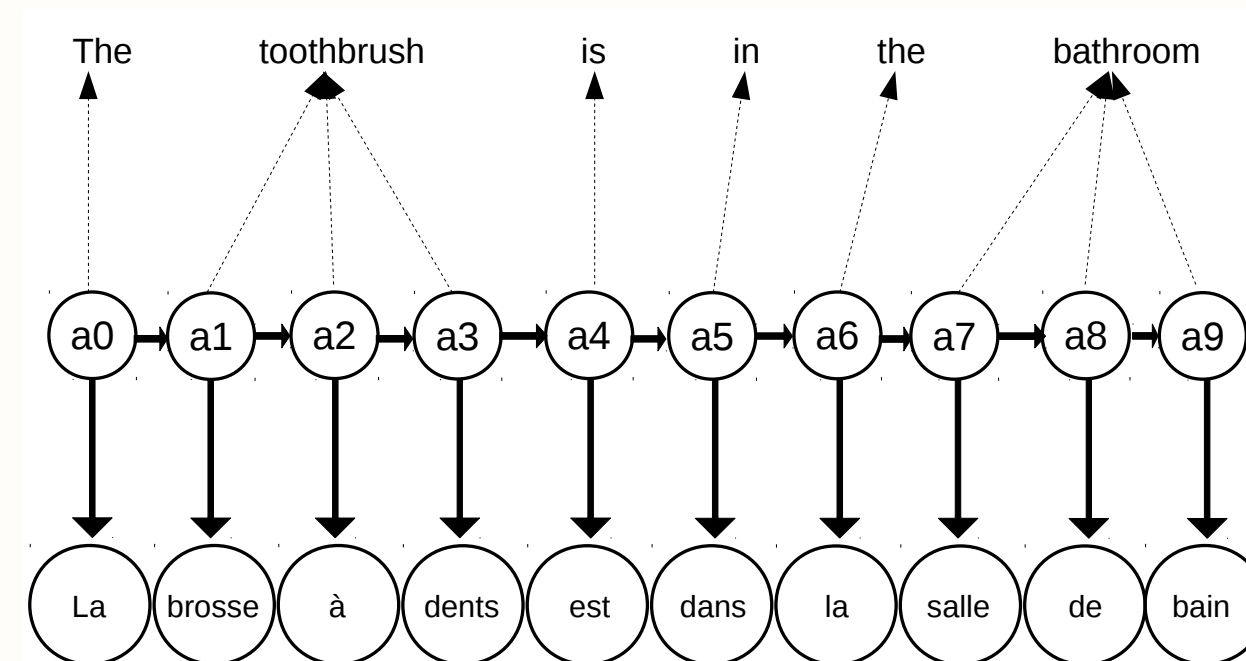 The toothbrush is in the bathroom
a0 a1 a2 a3 a4 a5 a6 a7 a8 a9
La brosse à dents est dans la salle de bain